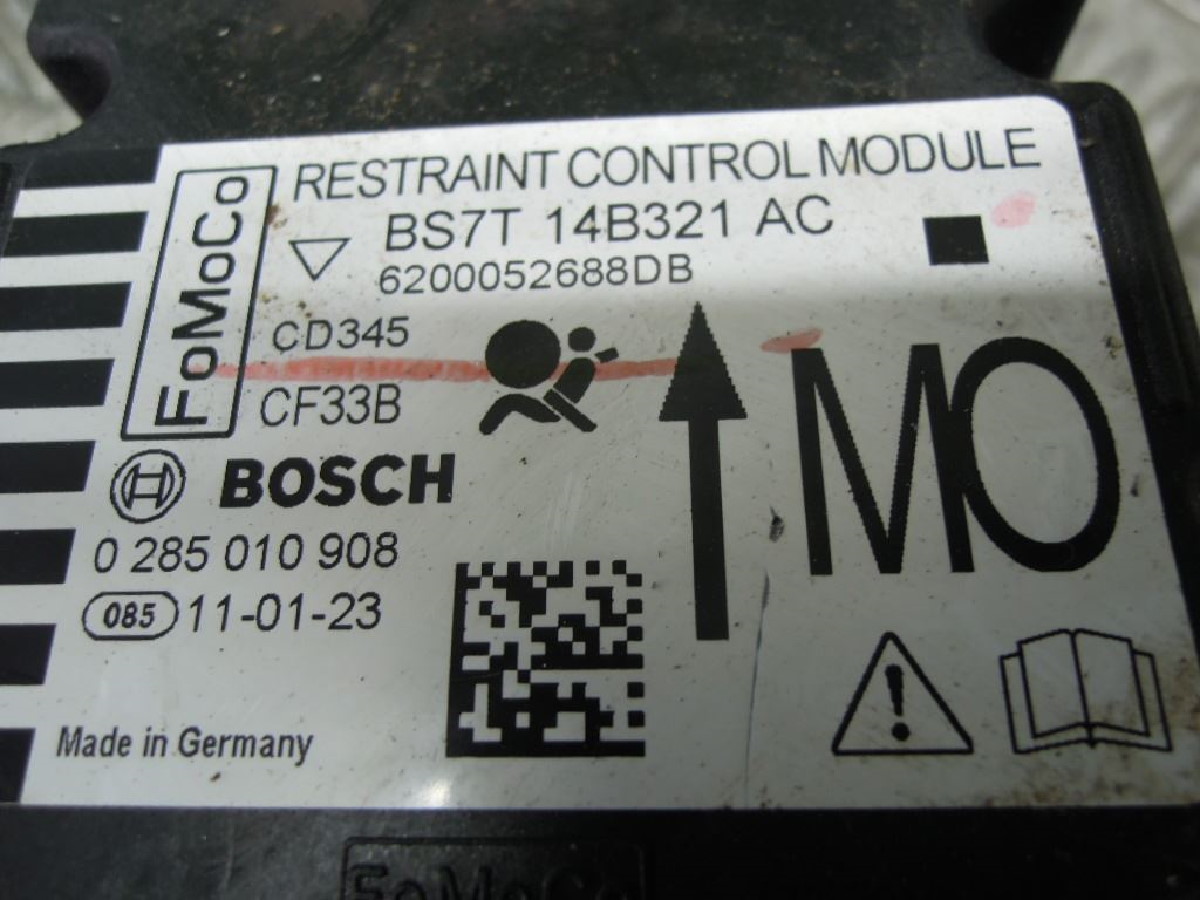 FoMoCo
RESTRAINT CONTROL MODULE
BS7T 14B321 AC
6200052688DB
CD345
CF33B
MO
BOSCH
0 285 010 908
085 11-01-23
Made in Germany
FoMoCo